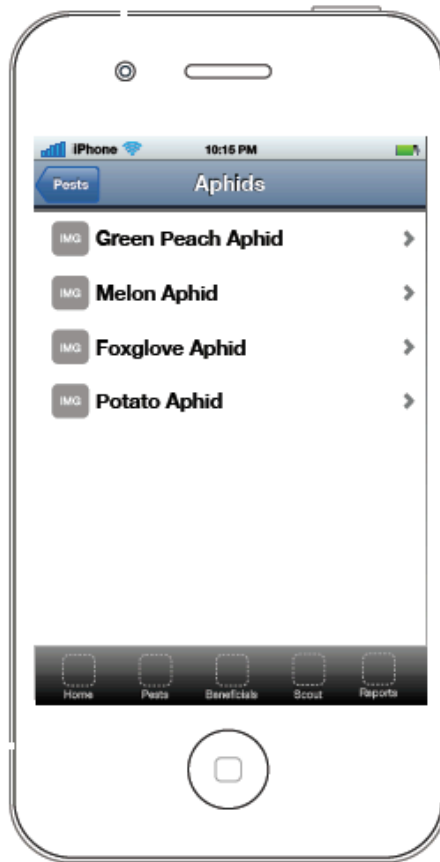 iPhone 10:15 PM
Pests Aphids
IMG Green Peach Aphid
IMG Melon Aphid
IMG Foxglove Aphid
IMG Potato Aphid
Home Pests Beneficials Scout Reports